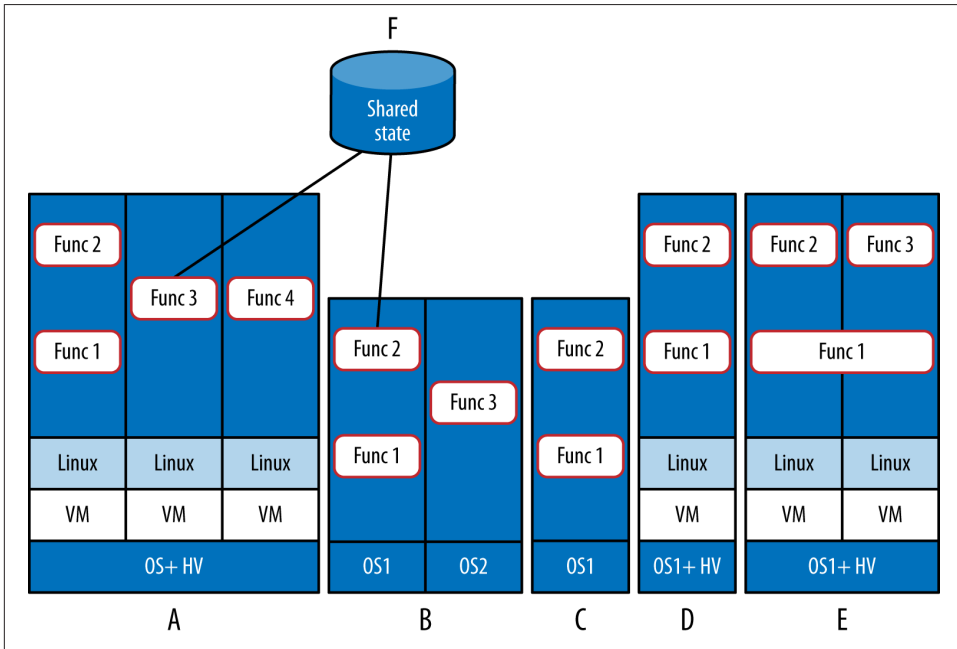 F
Shared
state
Func 2
Func 3
Func 4
Func 1
Linux
Linux
Linux
VM
VM
VM
OS+ HV
A
Func 2
Func 3
Func 1
OS1
OS2
B
Func 2
Func 1
OS1
C
Func 2
Func 1
Linux
VM
OS1+ HV
D
Func 2
Func 3
Func 1
Linux
Linux
VM
VM
OS1+ HV
E